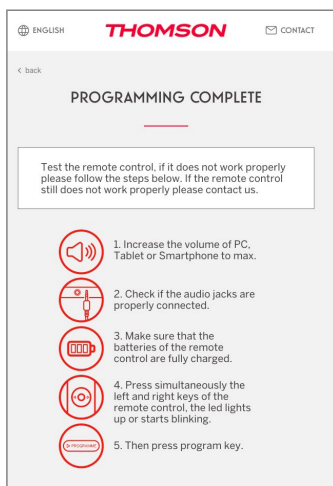 ENGLISH THOMSON CONTACT
< back
PROGRAMMING COMPLETE
Test the remote control, if it does not work properly
please follow the steps below. If the remote control
still does not work properly please contact us.
1. Increase the volume of PC,
Tablet or Smartphone to max.
2. Check if the audio jacks are
properly connected.
3. Make sure that the
batteries of the remote
control are fully charged.
4. Press simultaneously the
left and right keys of the
remote control, the led lights
up or starts blinking.
PROGRAMME
5. Then press program key.